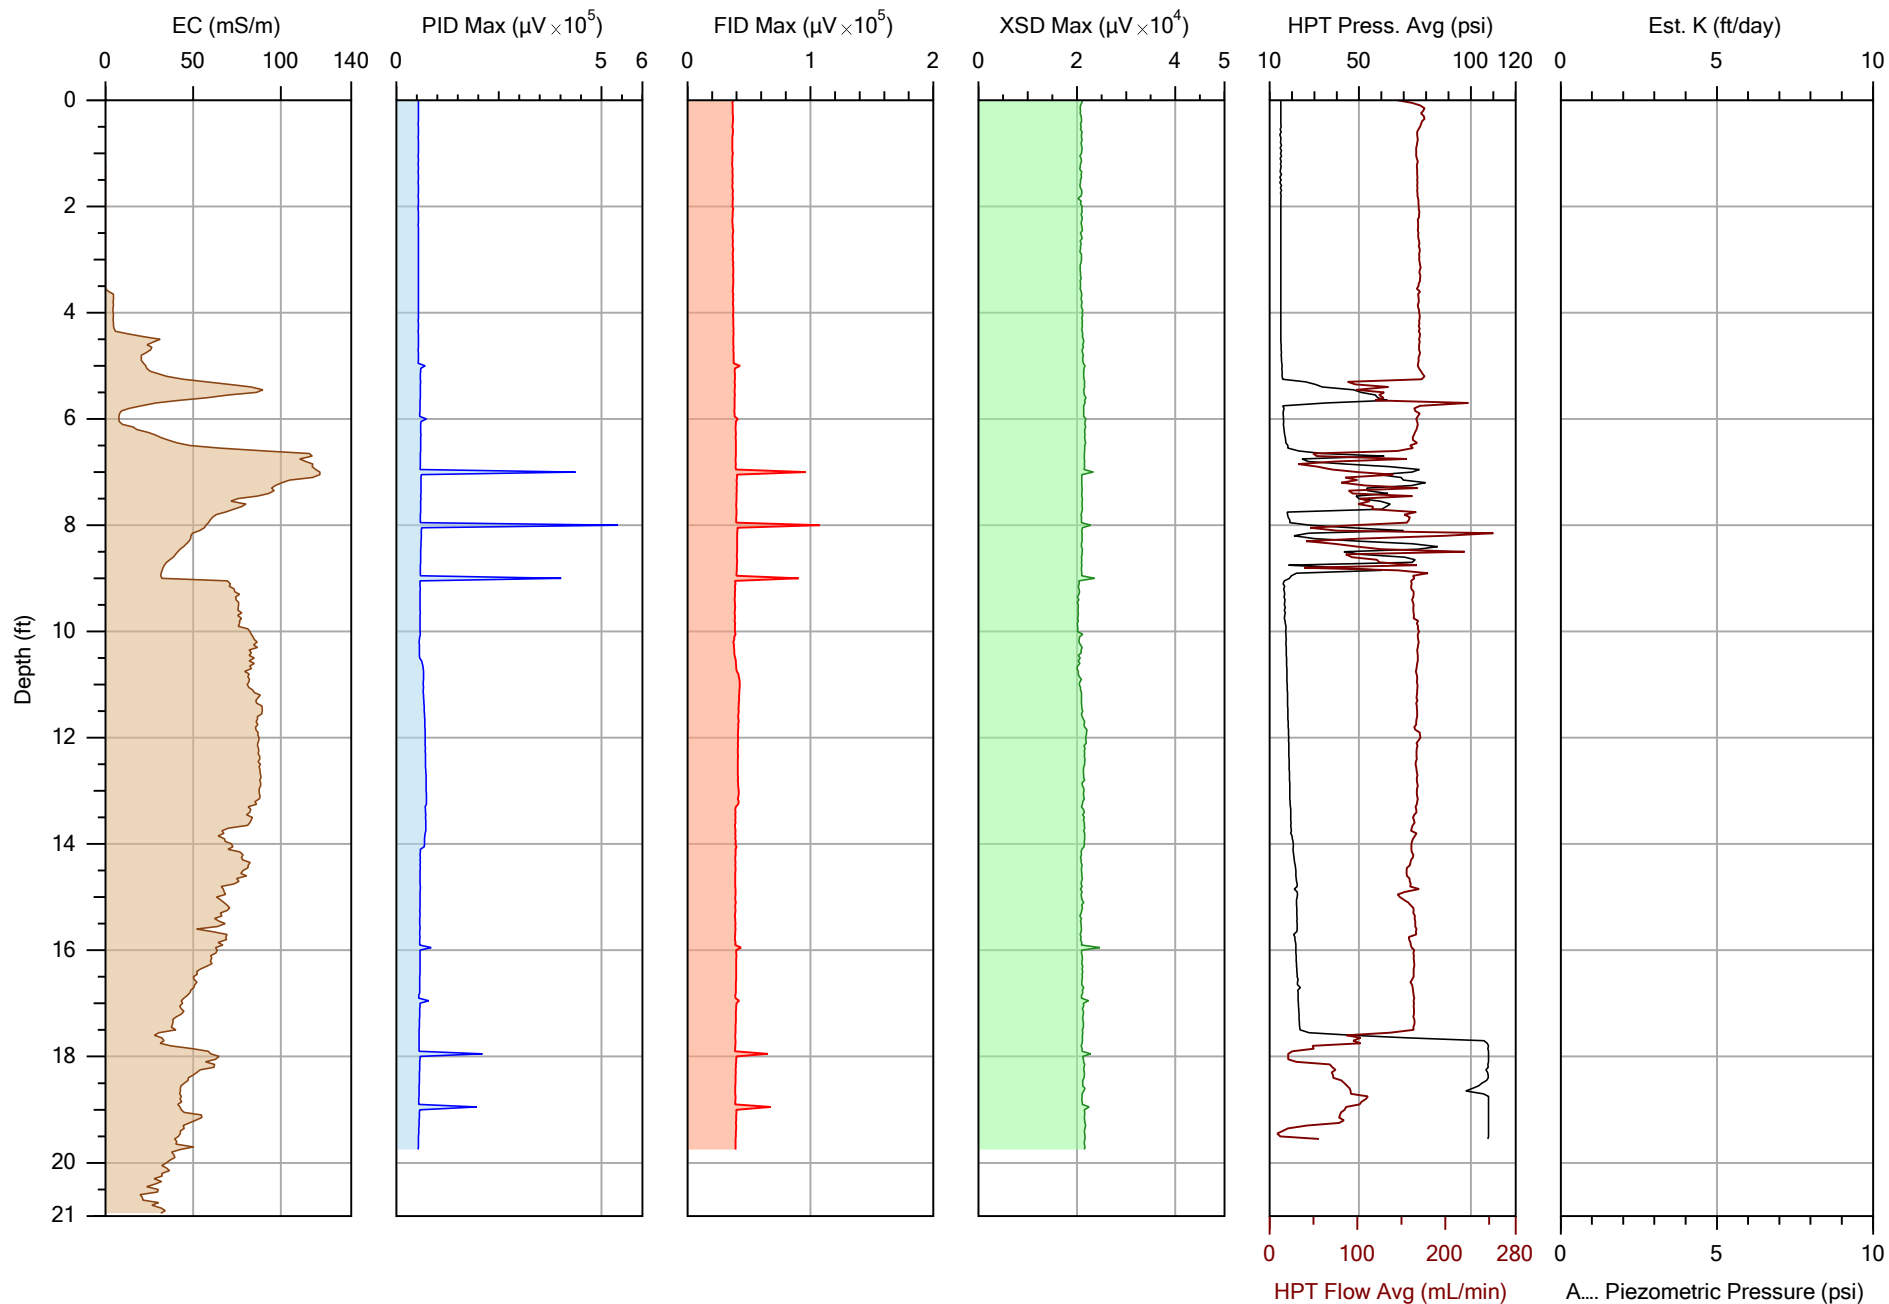 EC (mS/m) PID Max (µV ×10⁵) FID Max (µV ×10⁵) XSD Max (µV ×10⁴) HPT Press. Avg (psi) Est. K (ft/day)
0 50 100 140 0 5 6 0 1 2 0 2 4 5 10 50 100 120 0 5 10
0
2
4
6
8
10
12
14
16
18
20
21
Depth (ft)
0 100 200 280 0 5 10
HPT Flow Avg (mL/min) A.... Piezometric Pressure (psi)